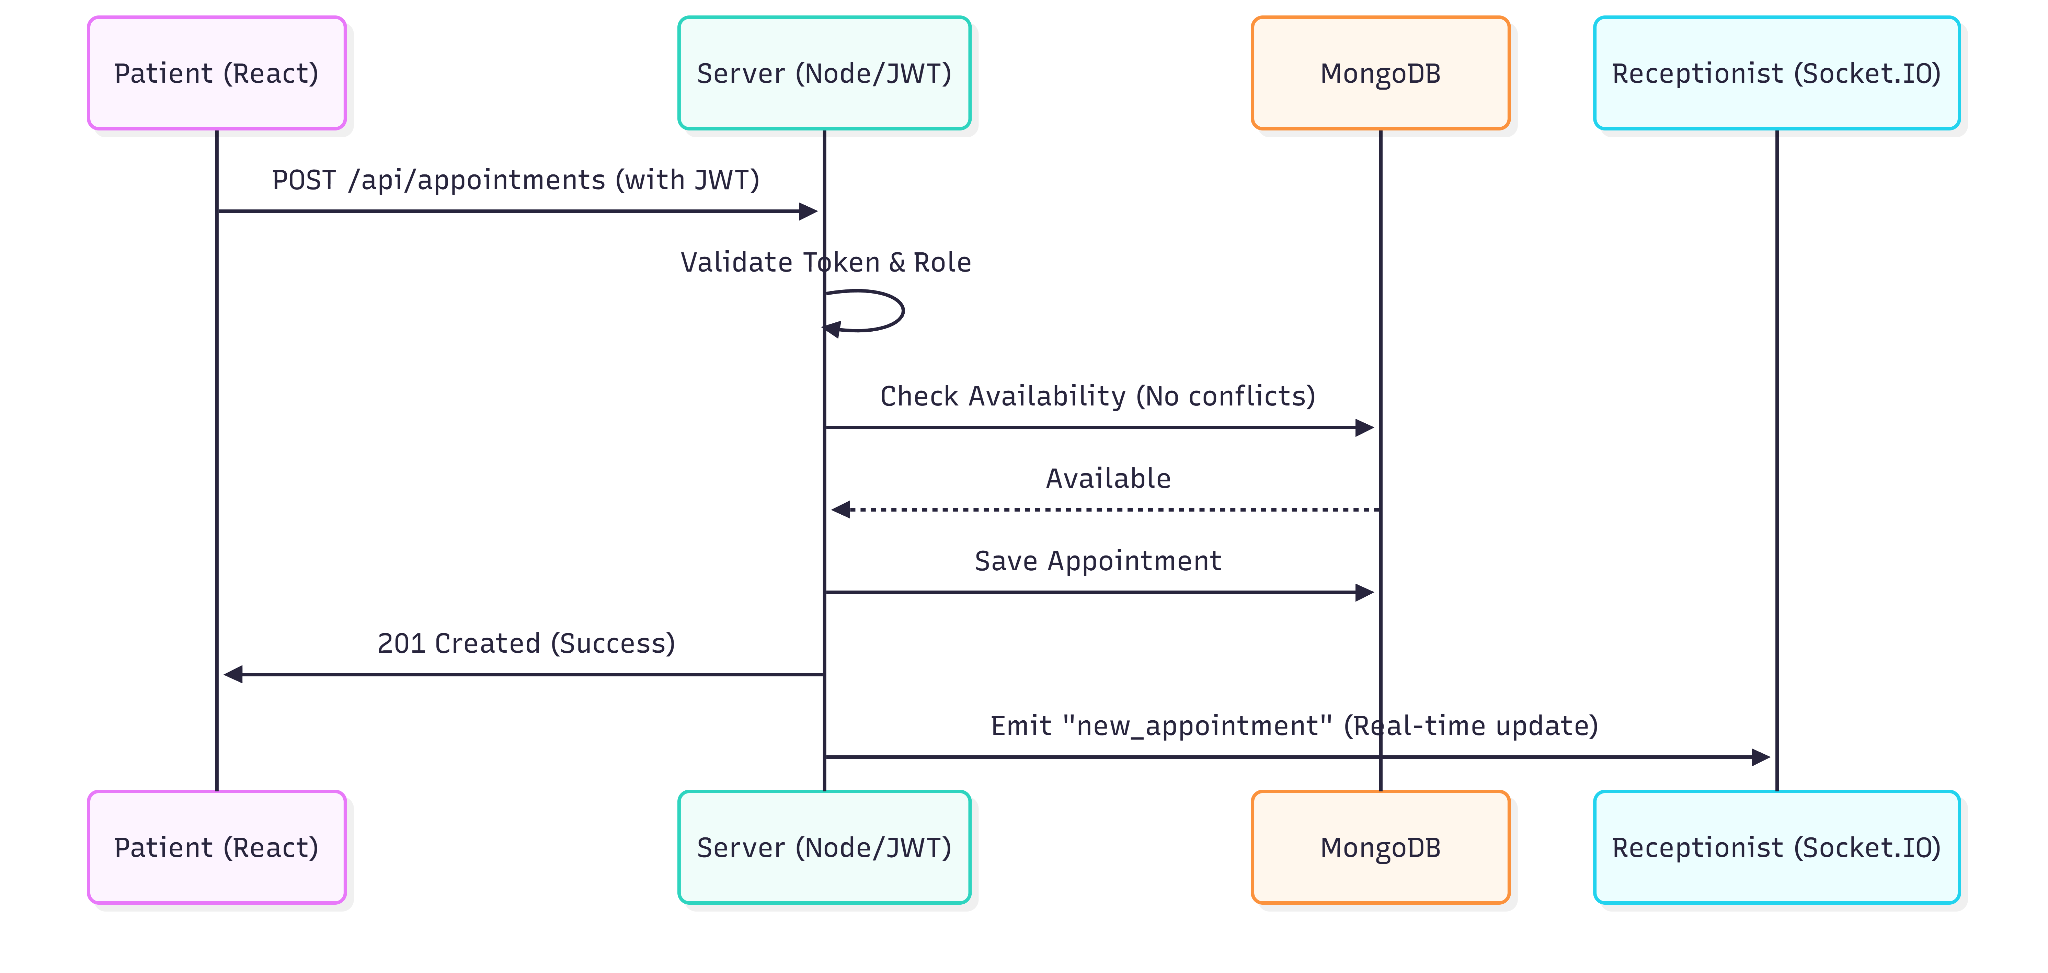 Patient (React)
Server (Node/JWT)
MongoDB
Receptionist (Socket.IO)
POST /api/appointments (with JWT)
Validate Token & Role
Check Availability (No conflicts)
Available
Save Appointment
201 Created (Success)
Emit "new_appointment" (Real-time update)
Patient (React)
Server (Node/JWT)
MongoDB
Receptionist (Socket.IO)